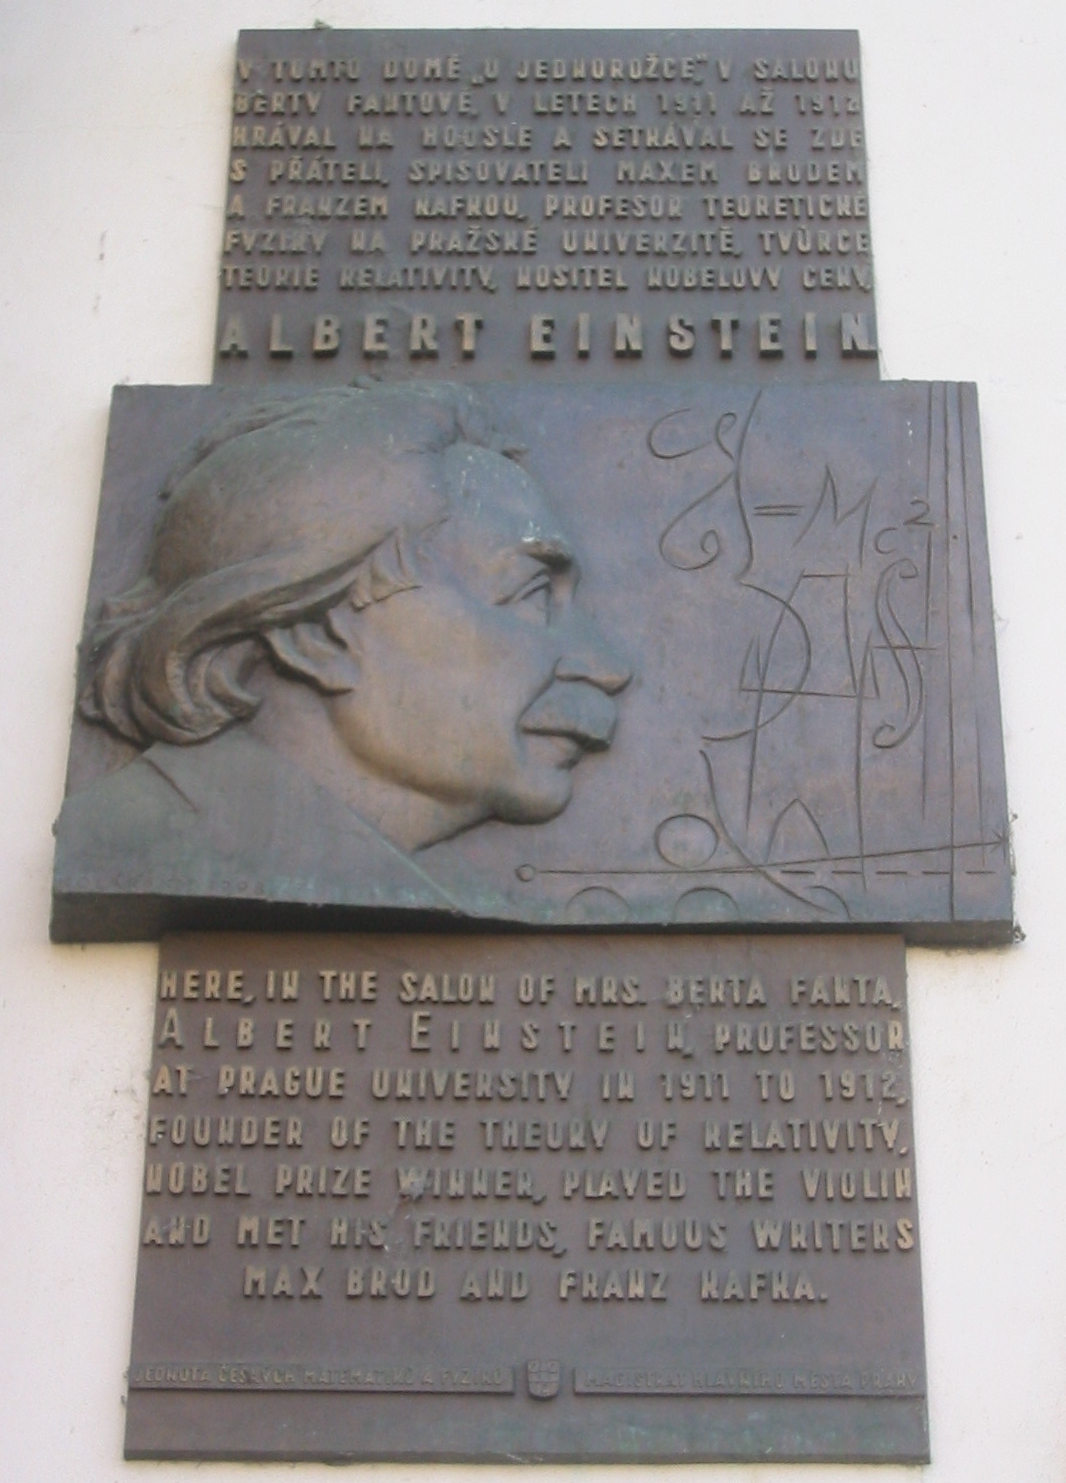 V TOMTO DOMĚ „U JEDNOROŽCE“, V SALONU
BERTY FANTOVÉ, V LETECH 1911 AŽ 1912
HRÁVAL NA HOUSLE A SETKÁVAL SE ZDE
S PŘÁTELI, SPISOVATELI, MAXEM BRODEM
A FRANZEM KAFKOU, PROFESOR TEORETICKÉ
FYZIKY NA PRAŽSKÉ UNIVERZITĚ, TVŮRCE
TEORIE RELATIVITY, NOSITEL NOBELOVY CENY,
ALBERT EINSTEIN.
E=MC2
HERE, IN THE SALON OF MRS. BERTA FANTA,
ALBERT EINSTEIN, PROFESSOR
AT PRAGUE UNIVERSITY IN 1911 TO 1912,
FOUNDER OF THE THEORY OF RELATIVITY,
NOBEL PRIZE WINNER, PLAYED THE VIOLIN
AND MET HIS FRIENDS, FAMOUS WRITERS
MAX BROD AND FRANZ KAFKA.
JEDNOTA ČESKÝCH MATEMATIKŮ A FYZIKŮ MAGISTRÁT HLAVNÍHO MĚSTA PRAHY